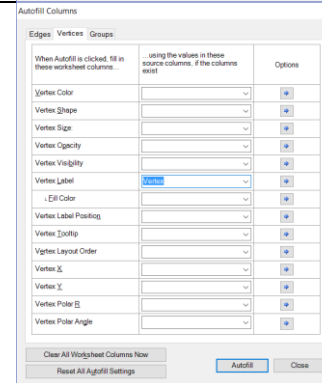 Autofill Columns
Edges Vertices Groups
When Autofill is clicked, fill in
these worksheet columns...
...using the values in these
source columns, if the columns
exist
Options
Vertex Color
Vertex Shape
Vertex Size
Vertex Opacity
Vertex Visibility
Vertex Label Vertex
Fill Color
Vertex Label Position
Vertex Tooltip
Vertex Layout Order
Vertex X
Vertex Y
Vertex Polar R
Vertex Polar Angle
Clear All Worksheet Columns Now
Reset All Autofill Settings
Autofill Close